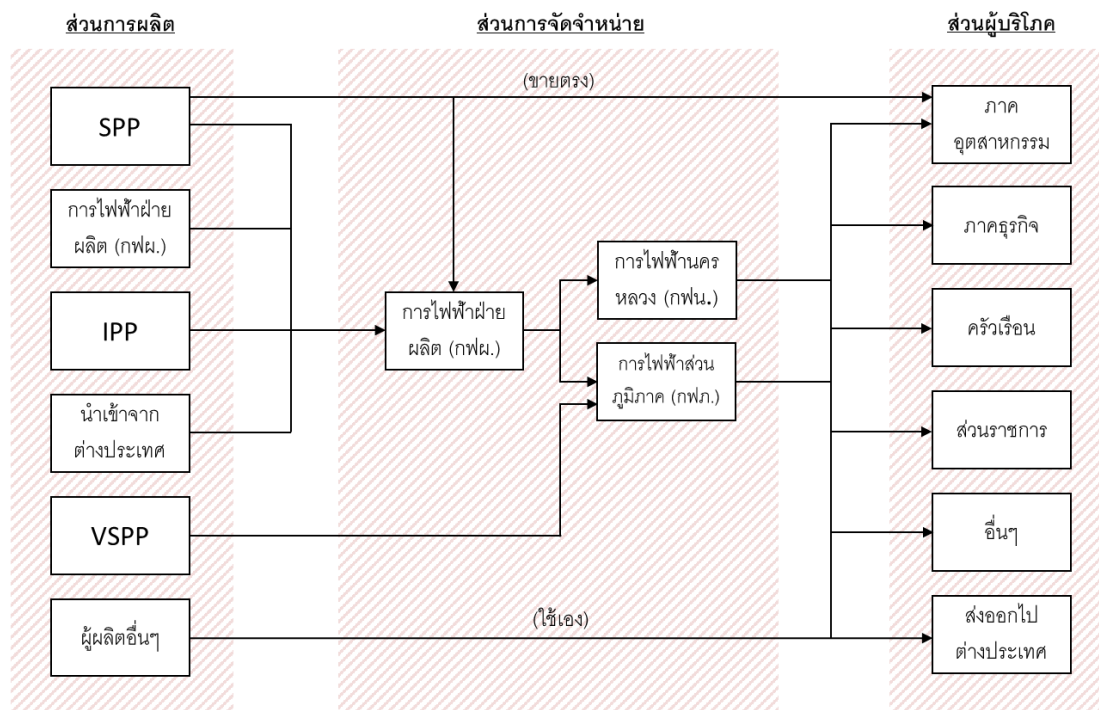 ส่วนการผลิต
ส่วนการจัดจำหน่าย
ส่วนผู้บริโภค
(ขายตรง)
SPP
ภาค
อุตสาหกรรม
การไฟฟ้าฝ่าย
ผลิต (กฟผ.)
ภาคธุรกิจ
การไฟฟ้านคร
หลวง (กฟน.)
IPP
การไฟฟ้าฝ่าย
ผลิต (กฟผ.)
ครัวเรือน
การไฟฟ้าส่วน
ภูมิภาค (กฟภ.)
นำเข้าจาก
ต่างประเทศ
ส่วนราชการ
VSPP
อื่นๆ
(ใช้เอง)
ผู้ผลิตอื่นๆ
ส่งออกไป
ต่างประเทศ